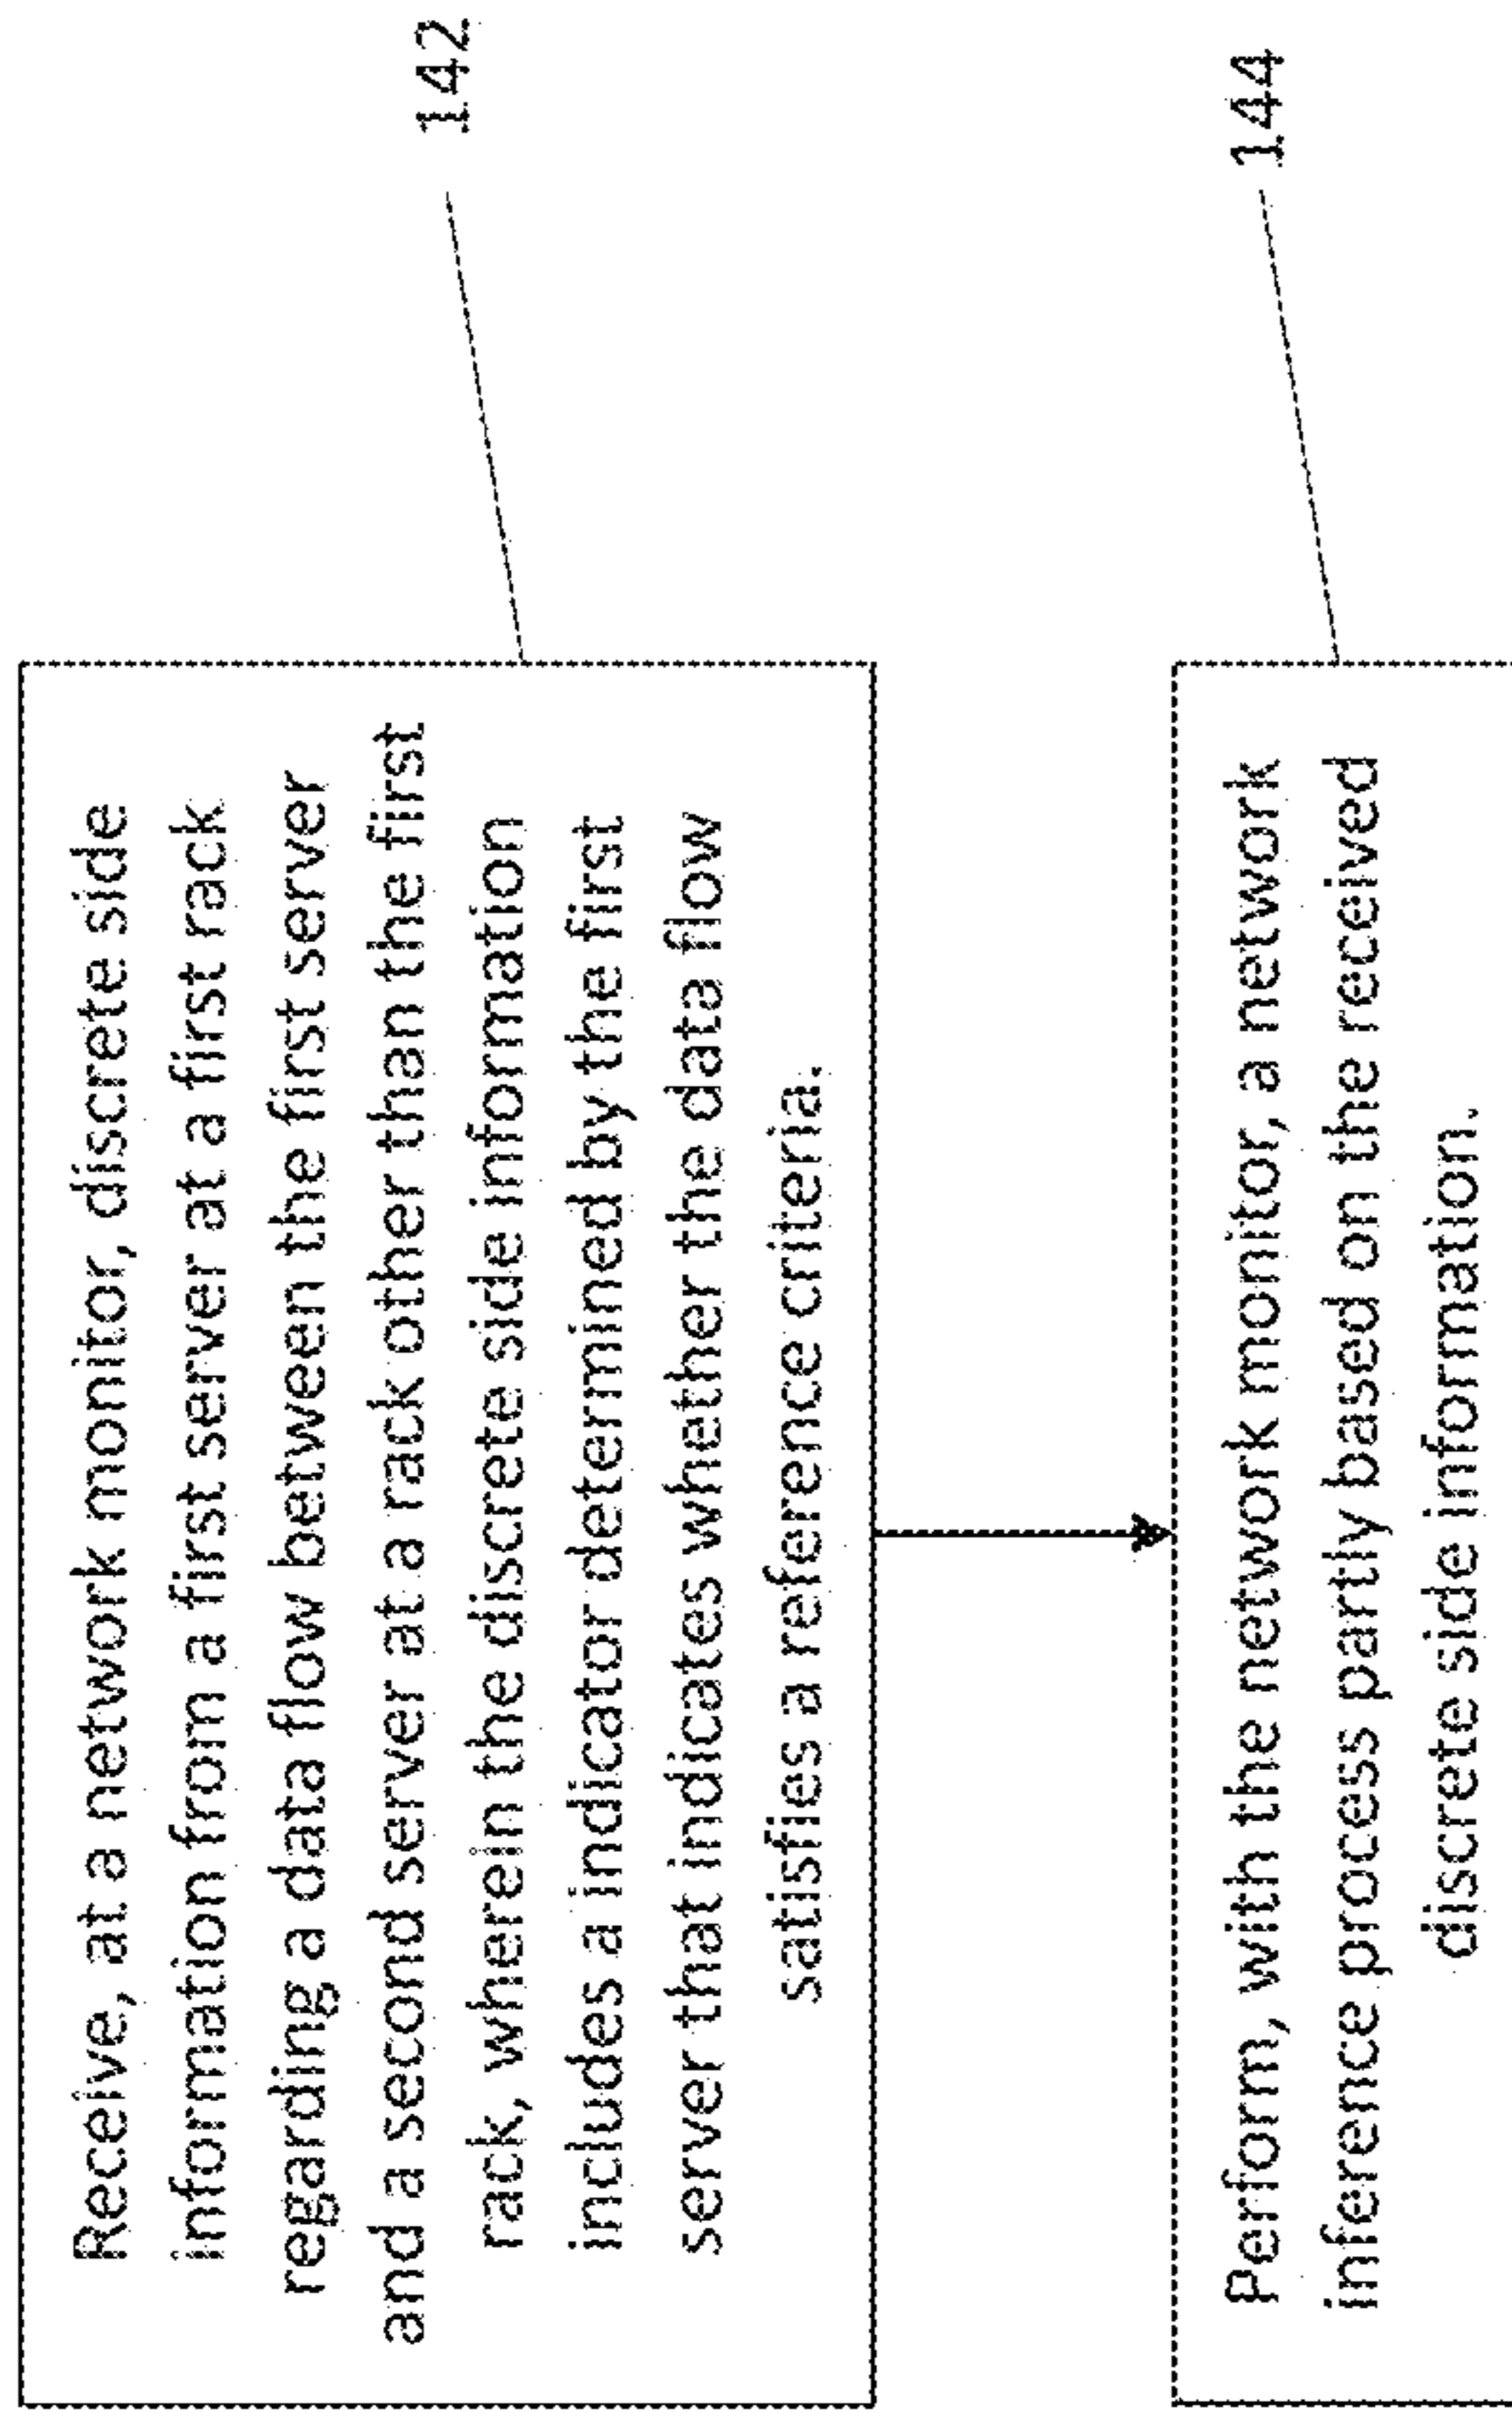 Receive, at a network monitor, discrete side
information from a first server at a first rack
regarding a data flow between the first server
and a second server at a rack other than the first
rack, wherein the discrete side information
includes a indicator determined by the first
server that indicates whether the data flow
satisfies a reference criteria.
142
Perform, with the network monitor, a network
inference process partly based on the received
discrete side information.
144